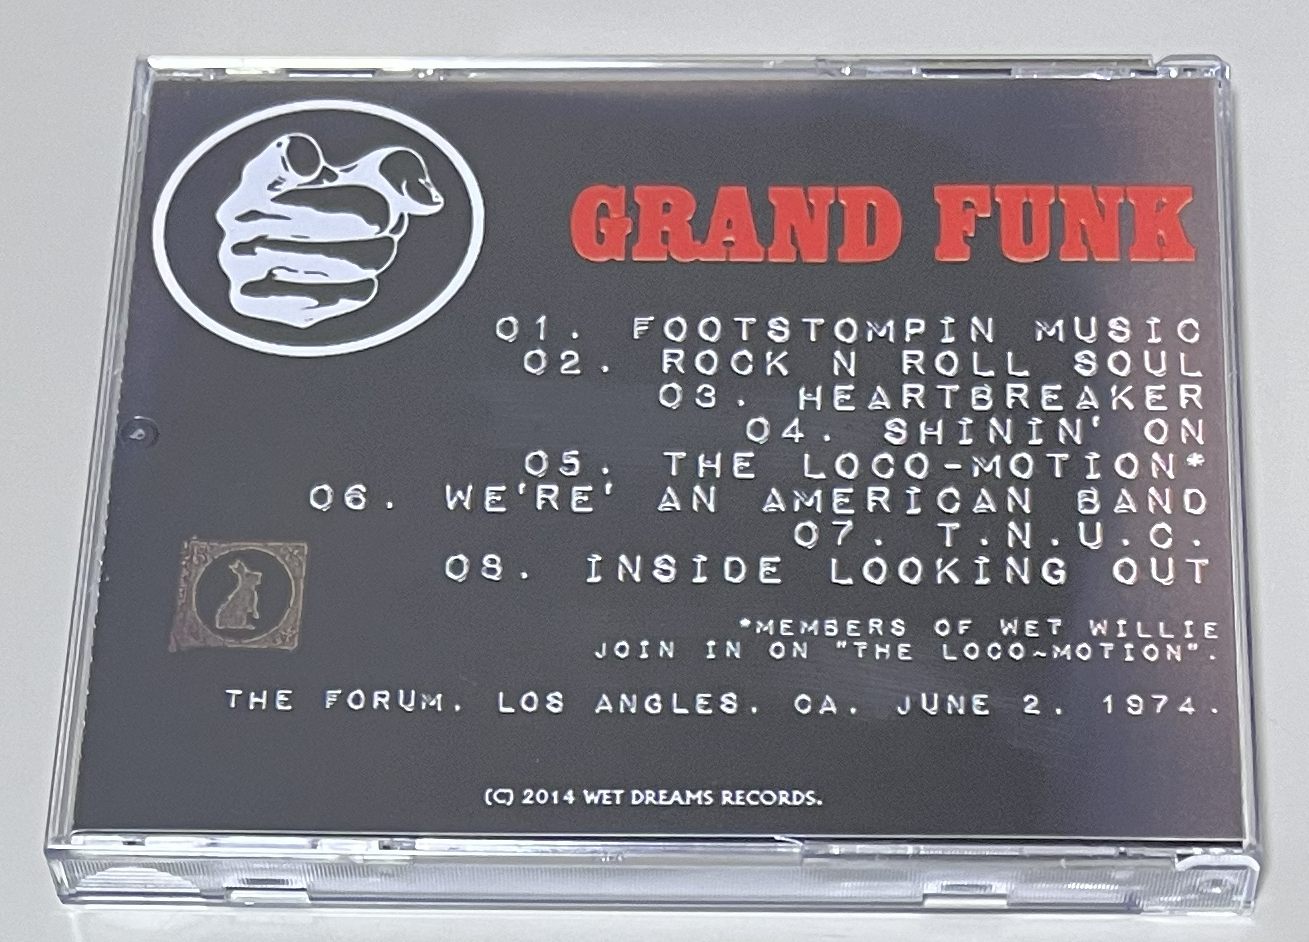 GRAND FUNK
01. FOOTSTOMPIN MUSIC
02. ROCK N ROLL SOUL
03. HEARTBREAKER
04. SHININ' ON
05. THE LOCO-MOTION*
06. WE'RE' AN AMERICAN BAND
07. T.N.U.C.
08. INSIDE LOOKING OUT
*MEMBERS OF WET WILLIE
JOIN IN ON "THE LOCO~MOTION".
THE FORUM. LOS ANGLES. CA. JUNE 2. 1974.
(C) 2014 WET DREAMS RECORDS.